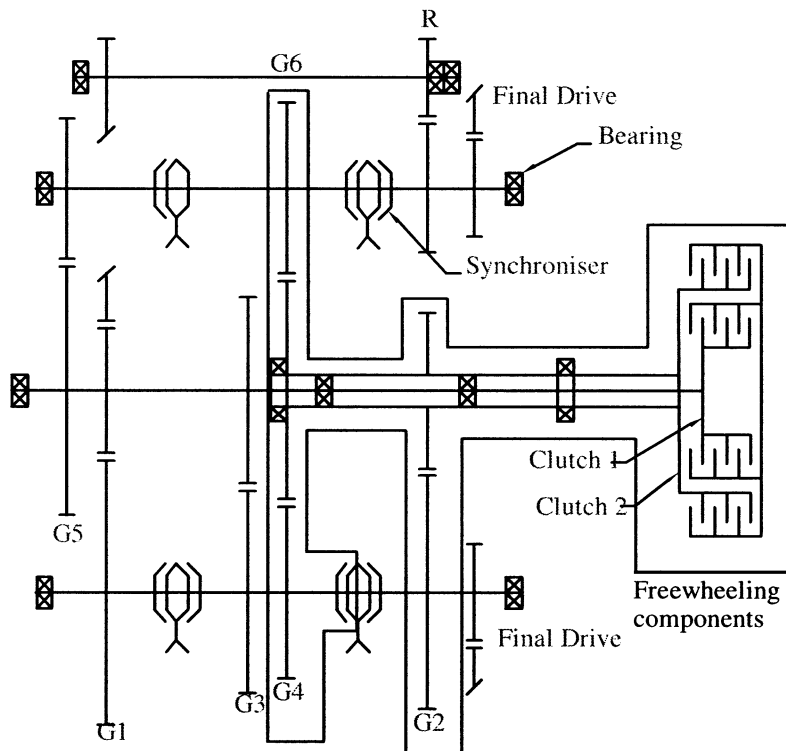 R
G6
Final Drive
Bearing
Synchroniser
Clutch 1
Clutch 2
G5
Freewheeling
components
Final Drive
G3
G4
G2
G1